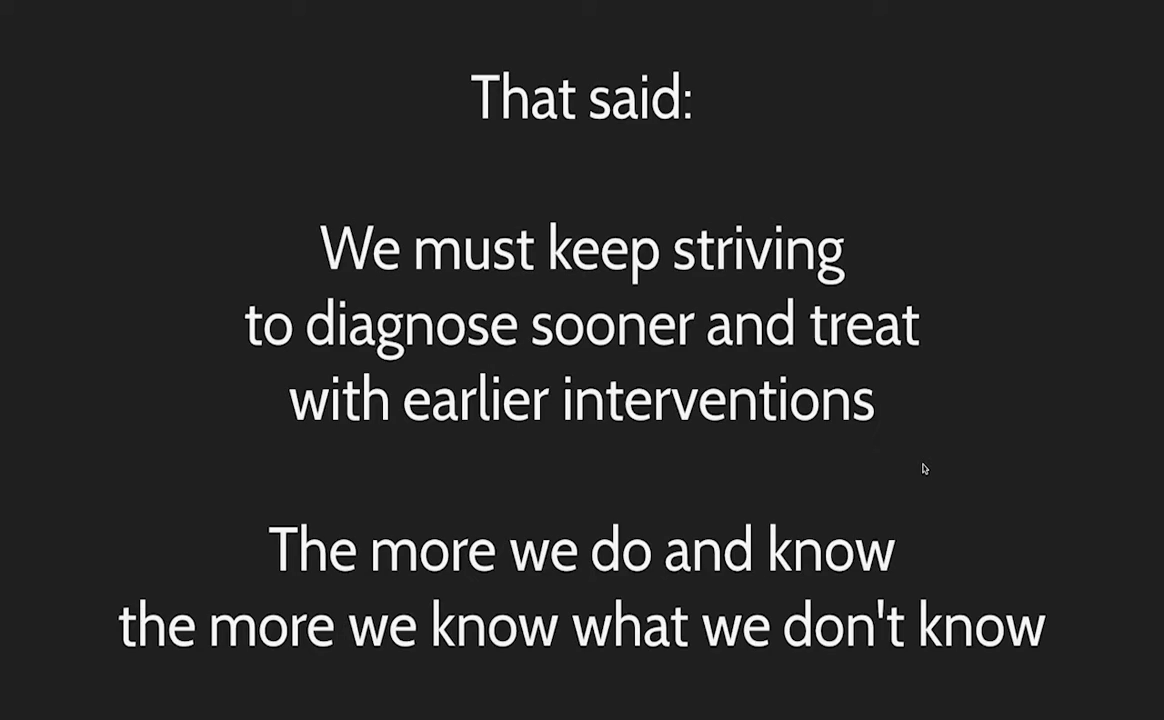 That said:
We must keep striving
to diagnose sooner and treat
with earlier interventions
The more we do and know
the more we know what we don't know